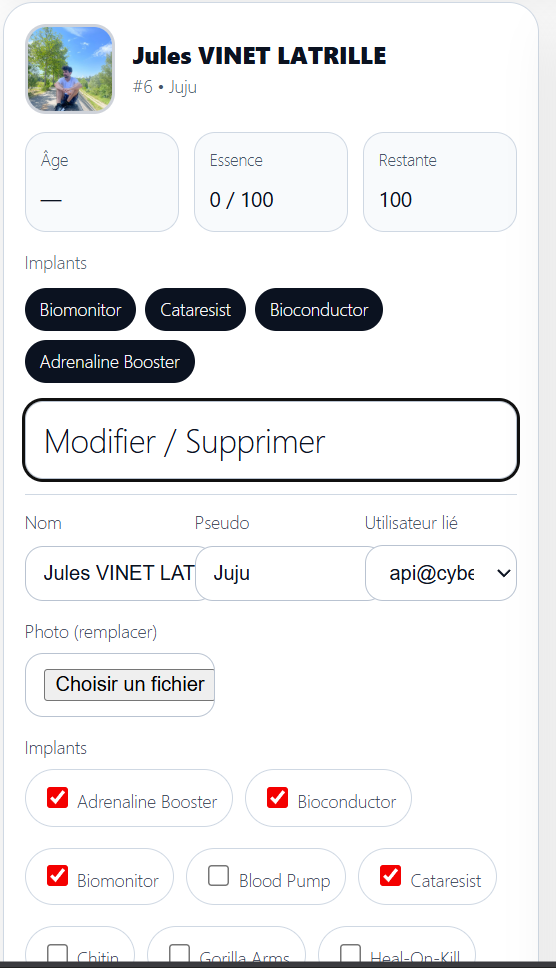 Jules VINET LATRILLE
#6 • Juju
Âge Essence Restante
— 0 / 100 100
Implants
Biomonitor Cataresist Bioconductor
Adrenaline Booster
Modifier / Supprimer
Nom Pseudo Utilisateur lié
Jules VINET LAT Juju api@cybe
Photo (remplacer)
Choisir un fichier
Implants
Adrenaline Booster Bioconductor
Biomonitor Blood Pump Cataresist
Chitin Gorilla Arms Heal-On-Kill